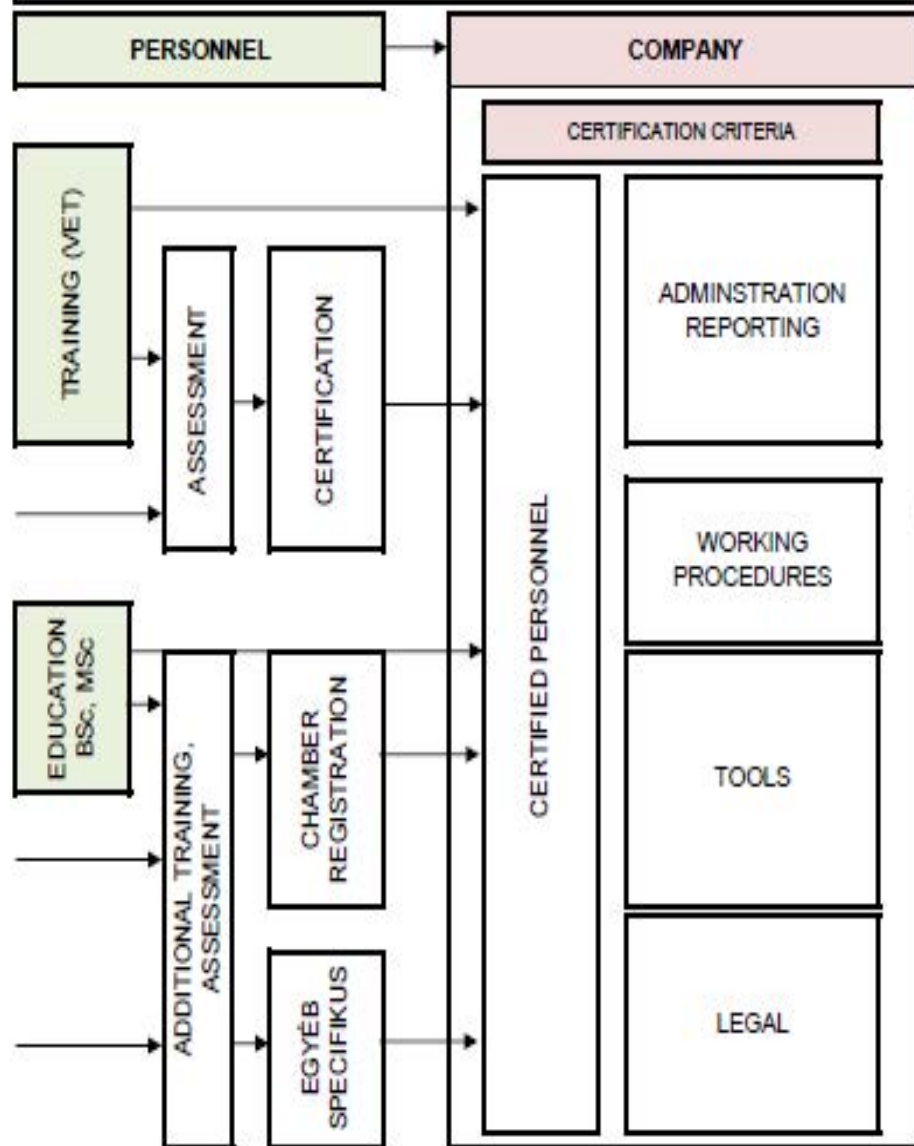 PERSONNEL
COMPANY
CERTIFICATION CRITERIA
TRAINING (VET)
ASSESSMENT
CERTIFICATION
EDUCATION
BSc, MSc
ADDITIONAL TRAINING,
ASSESSMENT
CHAMBER
REGISTRATION
EGYÉB
SPECIFIKUS
CERTIFIED PERSONNEL
ADMINSTRATION
REPORTING
WORKING
PROCEDURES
TOOLS
LEGAL